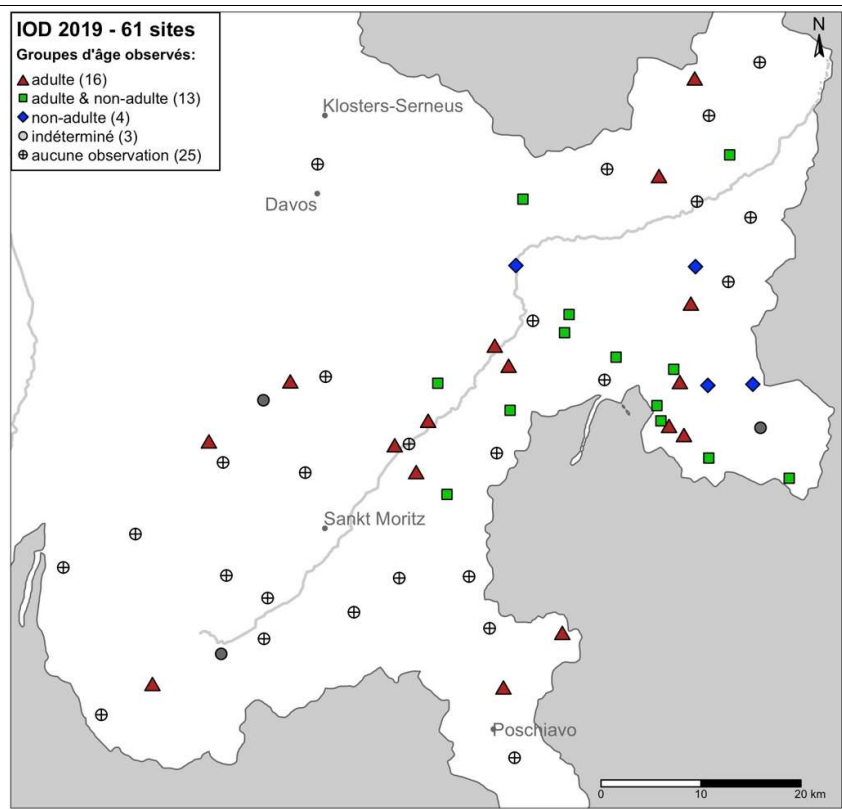 IOD 2019 - 61 sites
Groupes d'âge observés:
adulte (16)
adulte & non-adulte (13)
non-adulte (4)
indéterminé (3)
aucune observation (25)
N
Klosters-Serneus
Davos
Sankt Moritz
Poschiavo
0 10 20 km